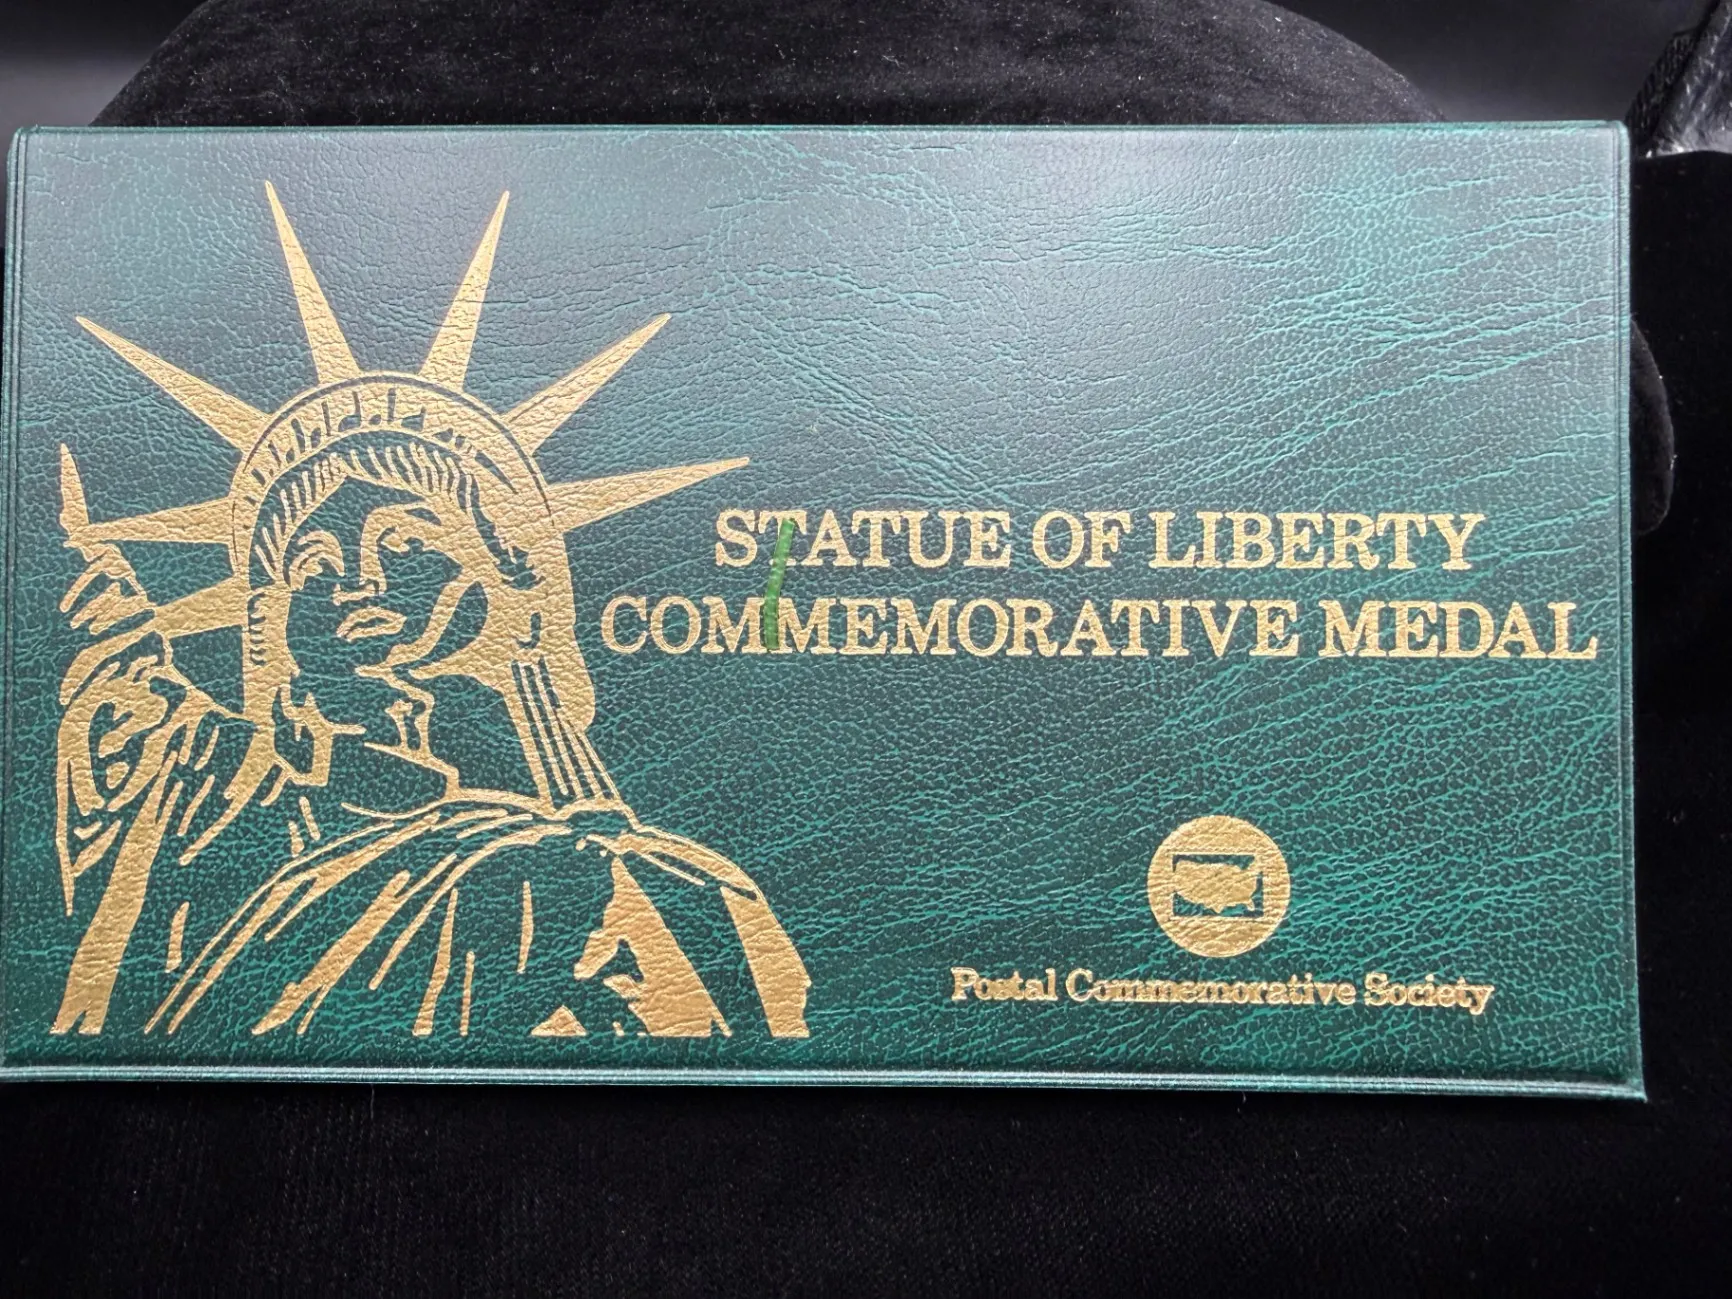 STATUE OF LIBERTY
COMMEMORATIVE MEDAL
Postal Commemorative Society